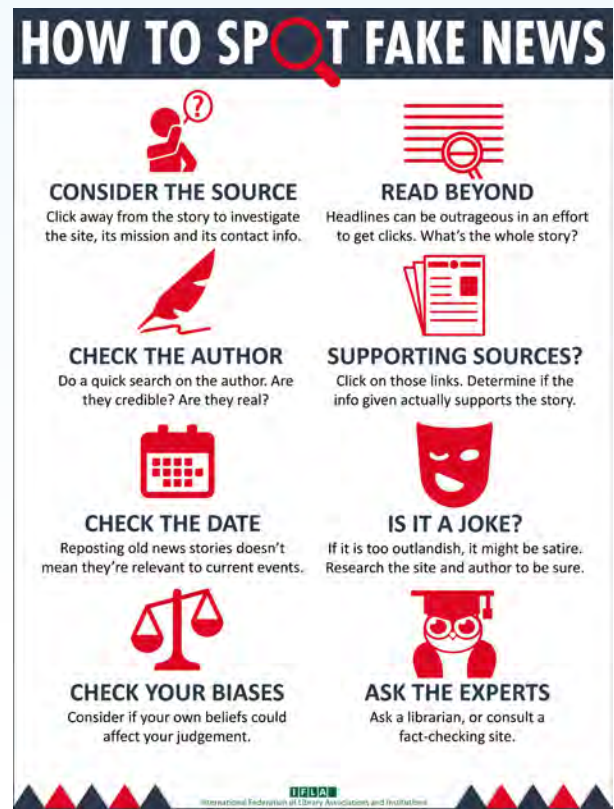 HOW TO SPOT FAKE NEWS
?
CONSIDER THE SOURCE
Click away from the story to investigate
the site, its mission and its contact info.
READ BEYOND
Headlines can be outrageous in an effort
to get clicks. What's the whole story?
CHECK THE AUTHOR
Do a quick search on the author. Are
they credible? Are they real?
SUPPORTING SOURCES?
Click on those links. Determine if the
info given actually supports the story.
CHECK THE DATE
Reposting old news stories doesn't
mean they're relevant to current events.
IS IT A JOKE?
If it is too outlandish, it might be satire.
Research the site and author to be sure.
CHECK YOUR BIASES
Consider if your own beliefs could
affect your judgement.
ASK THE EXPERTS
Ask a librarian, or consult a
fact-checking site.
IFLA
International Federation of Library Associations and Institutions